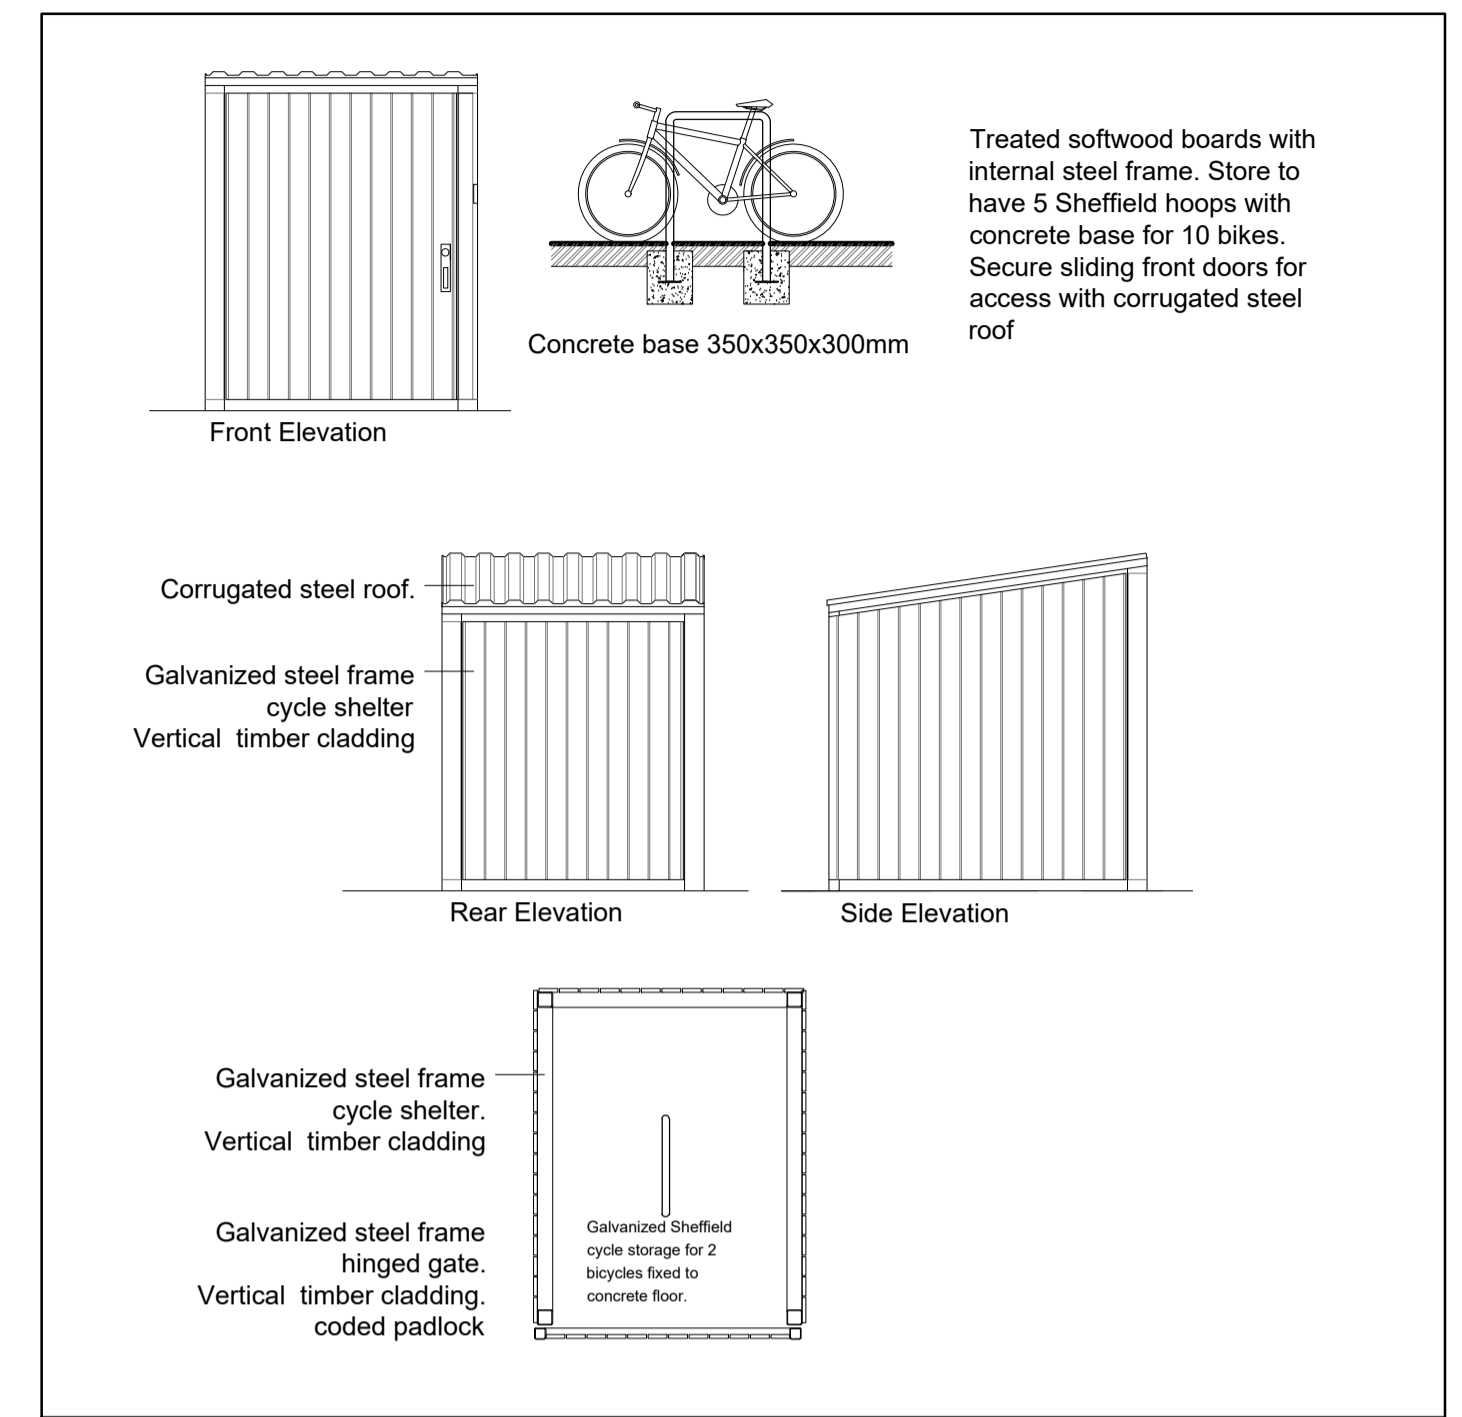 Treated softwood boards with
internal steel frame. Store to
have 5 Sheffield hoops with
concrete base for 10 bikes.
Secure sliding front doors for
access with corrugated steel
roof
Concrete base 350x350x300mm
Front Elevation
Corrugated steel roof.
Galvanized steel frame
cycle shelter
Vertical timber cladding
Rear Elevation
Side Elevation
Galvanized steel frame
cycle shelter.
Vertical timber cladding
Galvanized steel frame
hinged gate.
Vertical timber cladding.
coded padlock
Galvanized Sheffield
cycle storage for 2
bicycles fixed to
concrete floor.